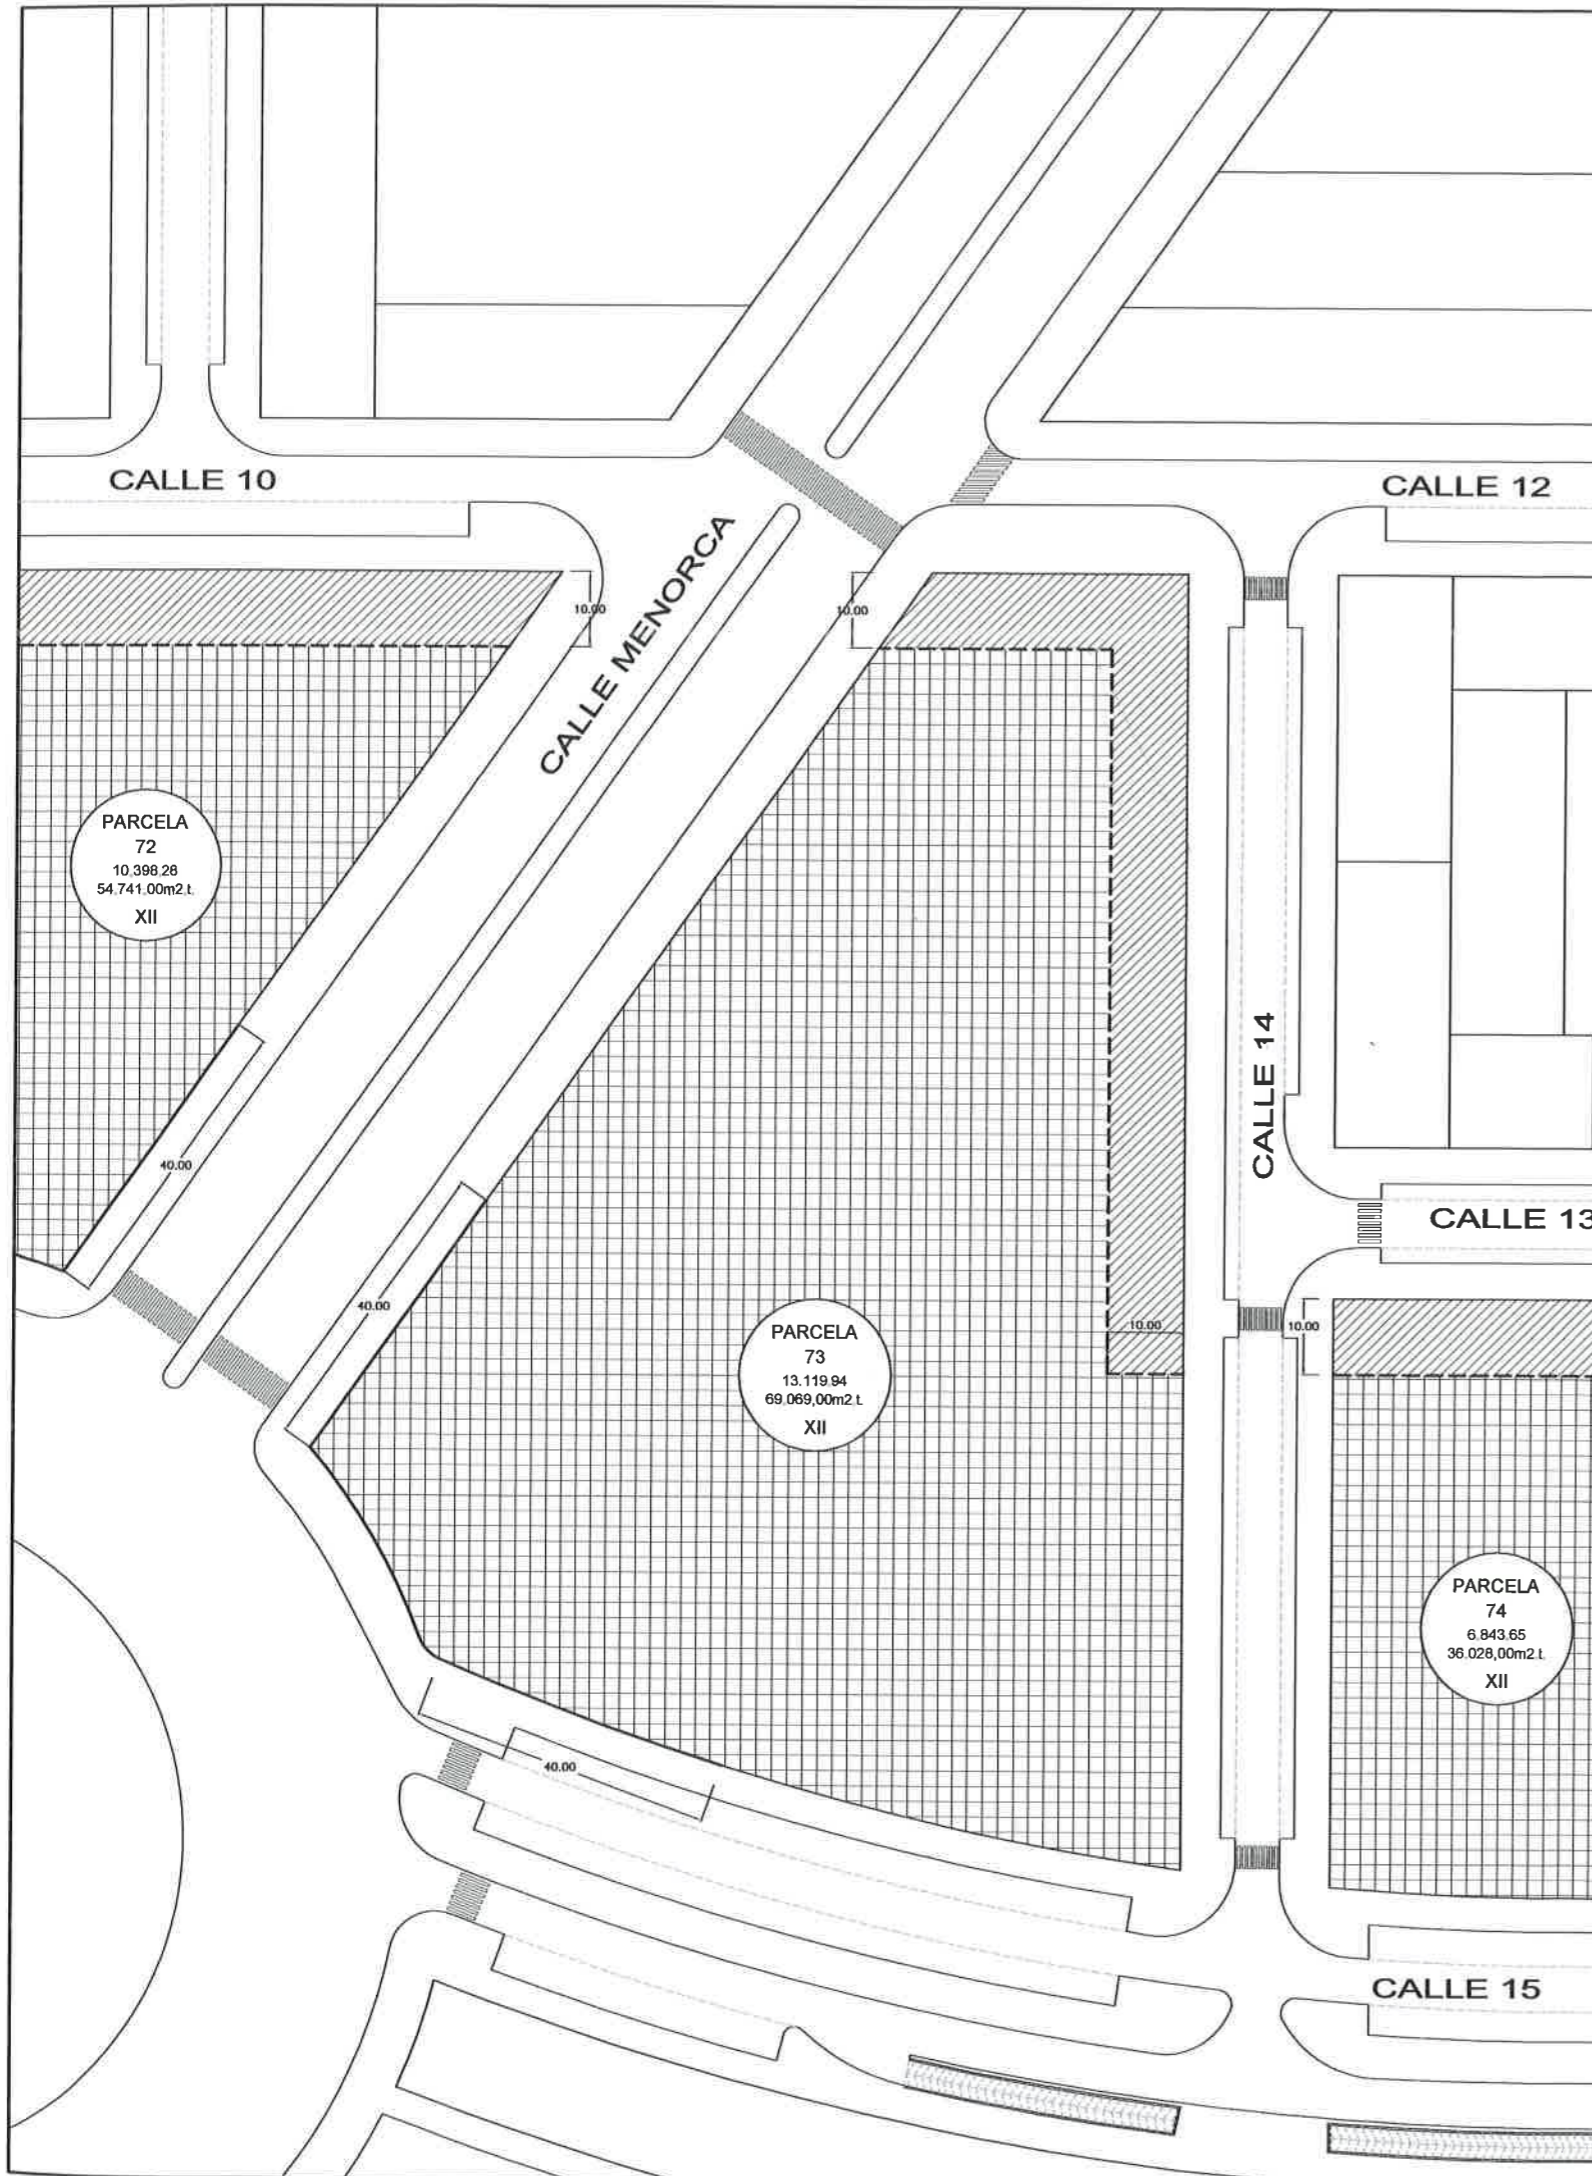 CALLE 10
CALLE 12
CALLE MENORCA
10.00
10.00
PARCELA
72
10.398.28
54.741.00m2.t.
XII
CALLE 14
40.00
CALLE 13
40.00
10.00
10.00
PARCELA
73
13.119.94
69.069,00m2.t.
XII
PARCELA
74
6.843.65
36.028,00m2.t.
XII
40.00
CALLE 15